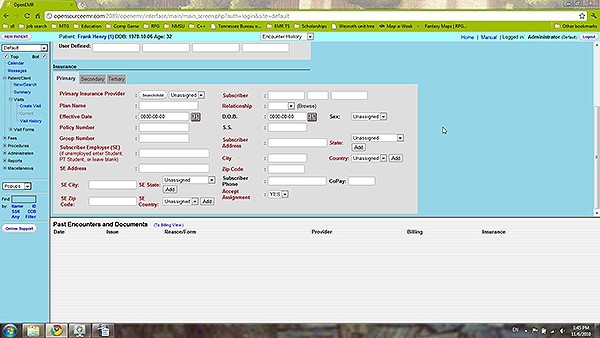 OpenEMR
opensourceemr.com:2089/openemr/interface/main/main_screen.php?auth=login&site=default
job search MTG Education Comp Game RPG NMSU C++ Tennessee Bureau o... EMR TS Scholarships Wesnoth unit tree Map-a-Week Fantasy Maps | RPG... Other bookmarks
NEW PATIENT Patient: Frank Henry (1) DOB: 1978-10-06 Age: 32 Encounter History Home | Manual | Logged in: Administrator (Default) Logout
Default
Top Bot
Calendar
Messages
Patient/Client
New/Search
Summary
Visits
Create Visit
Current
Visit History
Visit Forms
Fees
Procedures
Administration
Reports
Miscellaneous
Popups
Find:
by: Name ID
SSN DOB
Any Filter
Online Support
User Defined:
Insurance
Primary Secondary Tertiary
Primary Insurance Provider : Search/Add Unassigned Subscriber :
Plan Name : Relationship : (Browse)
Effective Date : 0000-00-00 D.O.B. : 0000-00-00 Sex: Unassigned
Policy Number : S.S. :
Group Number : Subscriber Address : State: Unassigned
Add
Subscriber Employer (SE)
(if unemployed enter Student,
PT Student, or leave blank) : City : Country: Unassigned Add
SE Address : Zip Code :
SE City: SE State: Unassigned Add Subscriber Phone : CoPay:
SE Zip Code: SE Country: Unassigned Add Accept Assignment : YES
Past Encounters and Documents (To Billing View)
Date Issue Reason/Form Provider Billing Insurance
EN
1:45 PM